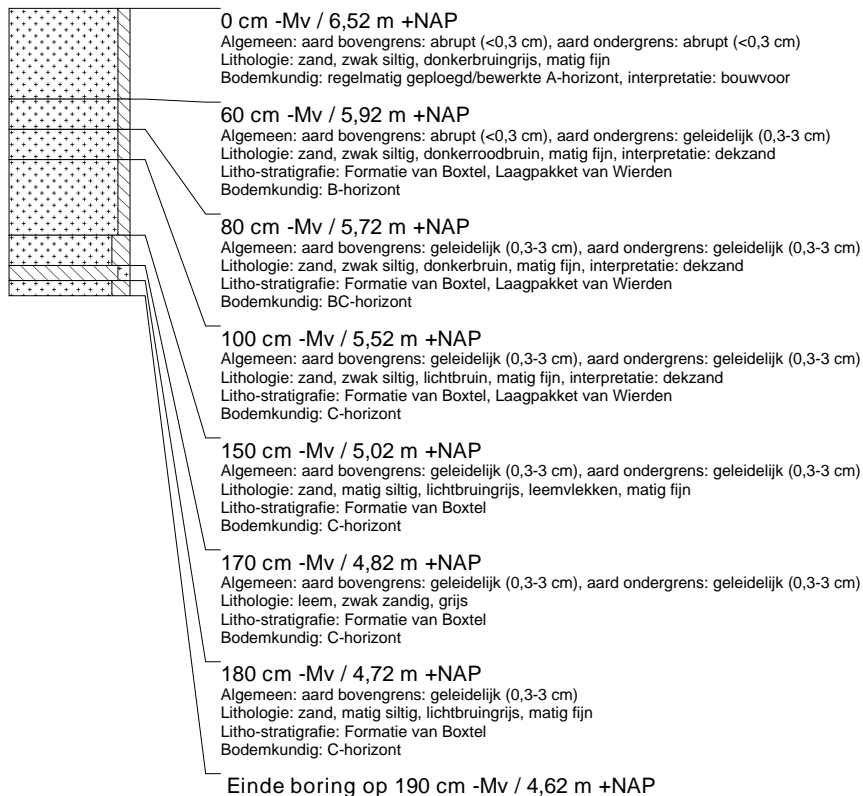 0 cm -Mv / 6,52 m +NAP
Algemeen: aard bovengrens: abrupt (<0,3 cm), aard ondergrens: abrupt (<0,3 cm)
Lithologie: zand, zwak siltig, donkerbruingrijs, matig fijn
Bodemkundig: regelmatig geploegd/bewerkte A-horizont, interpretatie: bouwvoor
60 cm -Mv / 5,92 m +NAP
Algemeen: aard bovengrens: abrupt (<0,3 cm), aard ondergrens: geleidelijk (0,3-3 cm)
Lithologie: zand, zwak siltig, donkerroodbruin, matig fijn, interpretatie: dekzand
Litho-stratigrafie: Formatie van Boxtel, Laagpakket van Wierden
Bodemkundig: B-horizont
80 cm -Mv / 5,72 m +NAP
Algemeen: aard bovengrens: geleidelijk (0,3-3 cm), aard ondergrens: geleidelijk (0,3-3 cm)
Lithologie: zand, zwak siltig, donkerbruin, matig fijn, interpretatie: dekzand
Litho-stratigrafie: Formatie van Boxtel, Laagpakket van Wierden
Bodemkundig: BC-horizont
100 cm -Mv / 5,52 m +NAP
Algemeen: aard bovengrens: geleidelijk (0,3-3 cm), aard ondergrens: geleidelijk (0,3-3 cm)
Lithologie: zand, zwak siltig, lichtbruin, matig fijn, interpretatie: dekzand
Litho-stratigrafie: Formatie van Boxtel, Laagpakket van Wierden
Bodemkundig: C-horizont
150 cm -Mv / 5,02 m +NAP
Algemeen: aard bovengrens: geleidelijk (0,3-3 cm), aard ondergrens: geleidelijk (0,3-3 cm)
Lithologie: zand, matig siltig, lichtbruingrijs, leemvlekken, matig fijn
Litho-stratigrafie: Formatie van Boxtel
Bodemkundig: C-horizont
170 cm -Mv / 4,82 m +NAP
Algemeen: aard bovengrens: geleidelijk (0,3-3 cm), aard ondergrens: geleidelijk (0,3-3 cm)
Lithologie: leem, zwak zandig, grijs
Litho-stratigrafie: Formatie van Boxtel
Bodemkundig: C-horizont
180 cm -Mv / 4,72 m +NAP
Algemeen: aard bovengrens: geleidelijk (0,3-3 cm)
Lithologie: zand, matig siltig, lichtbruingrijs, matig fijn
Litho-stratigrafie: Formatie van Boxtel
Bodemkundig: C-horizont
Einde boring op 190 cm -Mv / 4,62 m +NAP